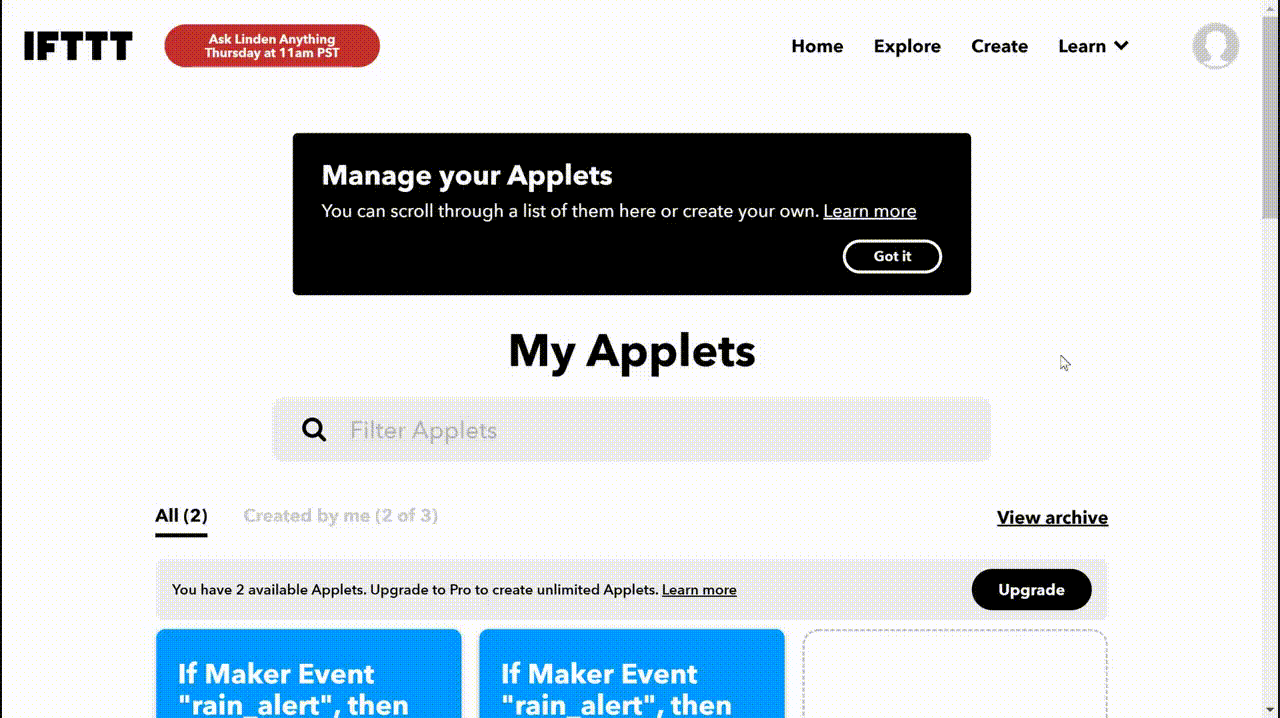 IFTTT
Ask Linden Anything
Thursday at 11am PST
Home
Explore
Create
Learn
Manage your Applets
You can scroll through a list of them here or create your own. Learn more
Got it
My Applets
Filter Applets
All (2)
Created by me (2 of 3)
View archive
You have 2 available Applets. Upgrade to Pro to create unlimited Applets. Learn more
Upgrade
If Maker Event
"rain_alert", then
If Maker Event
"rain_alert", then